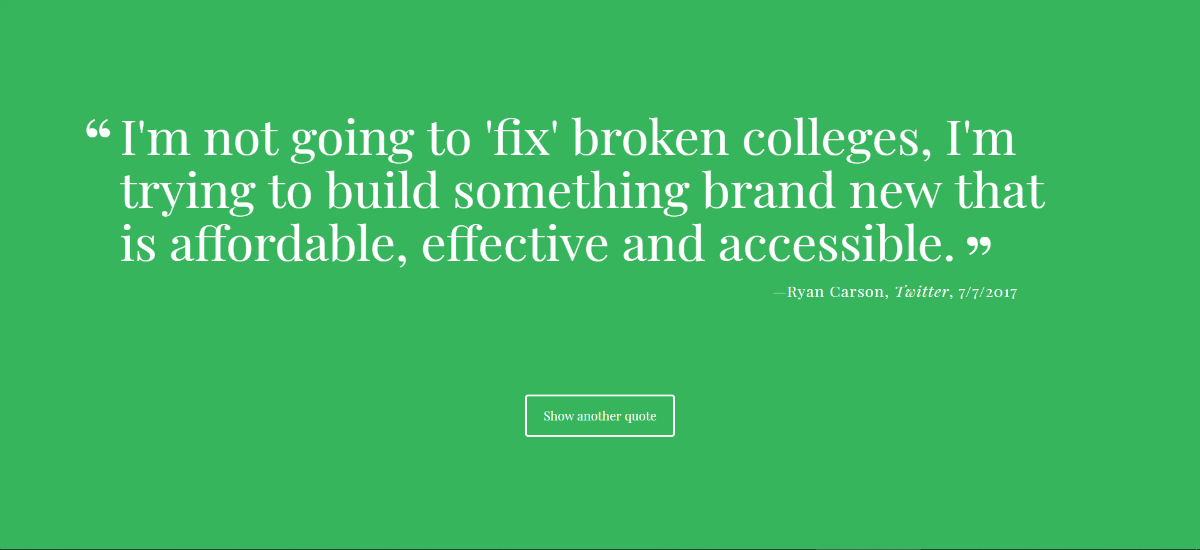 “I'm not going to 'fix' broken colleges, I'm
trying to build something brand new that
is affordable, effective and accessible.”
—Ryan Carson, Twitter, 7/7/2017
Show another quote